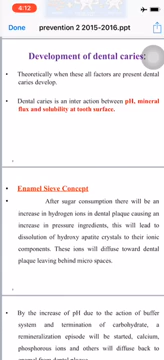 4:12
Done
prevention 2 2015-2016.ppt
Development of dental caries:
• Theoretically when these all factors are present dental
caries develop.
• Dental caries is an inter action between pH, mineral
flux and solubility at tooth surface.
• Enamel Sieve Concept
• After sugar consumption there will be an
increase in hydrogen ions in dental plaque causing an
increase in pressure ingredients, this will lead to
dissolution of hydroxy apatite crystals to their ionic
components. These ions will diffuse toward dental
plaque leaving behind micro spaces.
• By the increase of pH due to the action of buffer
system and termination of carbohydrate, a
remineralization episode will be started, calcium,
phosphorous ions and others will diffuse back to